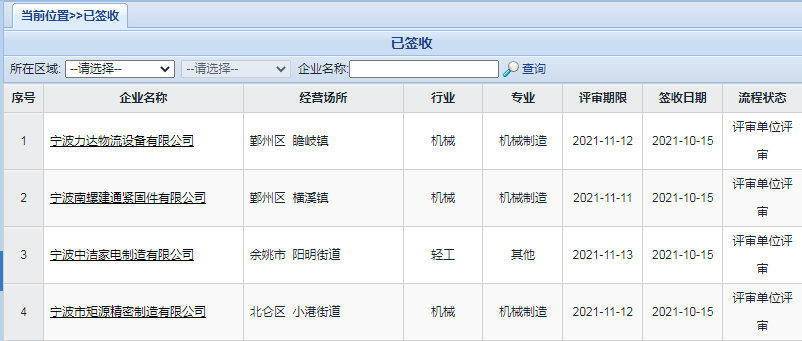 当前位置>>已签收
已签收
所在区域: --请选择-- --请选择-- 企业名称: 查询
序号 企业名称 经营场所 行业 专业 评审期限 签收日期 流程状态
1 宁波力达物流设备有限公司 鄞州区 瞻岐镇 机械 机械制造 2021-11-12 2021-10-15 评审单位评
审
2 宁波南螺建通紧固件有限公司 鄞州区 横溪镇 机械 机械制造 2021-11-11 2021-10-15 评审单位评
审
3 宁波中洁家电制造有限公司 余姚市 阳明街道 轻工 其他 2021-11-13 2021-10-15 评审单位评
审
4 宁波市矩源精密制造有限公司 北仑区 小港街道 机械 机械制造 2021-11-12 2021-10-15 评审单位评
审